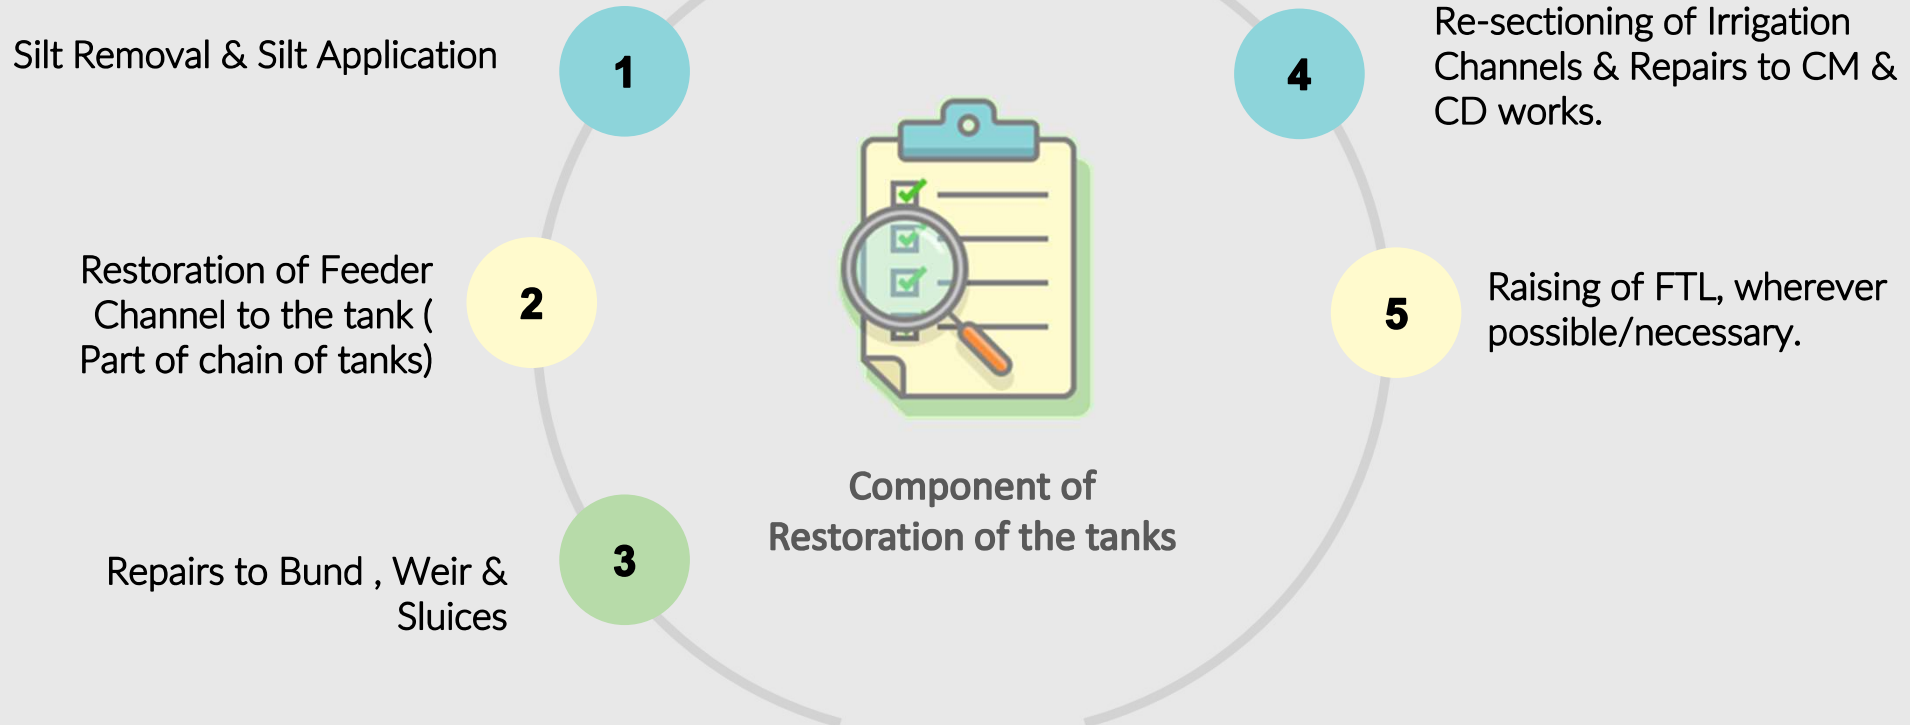 Silt Removal & Silt Application
1
Restoration of Feeder
Channel to the tank (
Part of chain of tanks)
2
Repairs to Bund , Weir &
Sluices
3
Component of
Restoration of the tanks
4
Re-sectioning of Irrigation
Channels & Repairs to CM &
CD works.
5
Raising of FTL, wherever
possible/necessary.